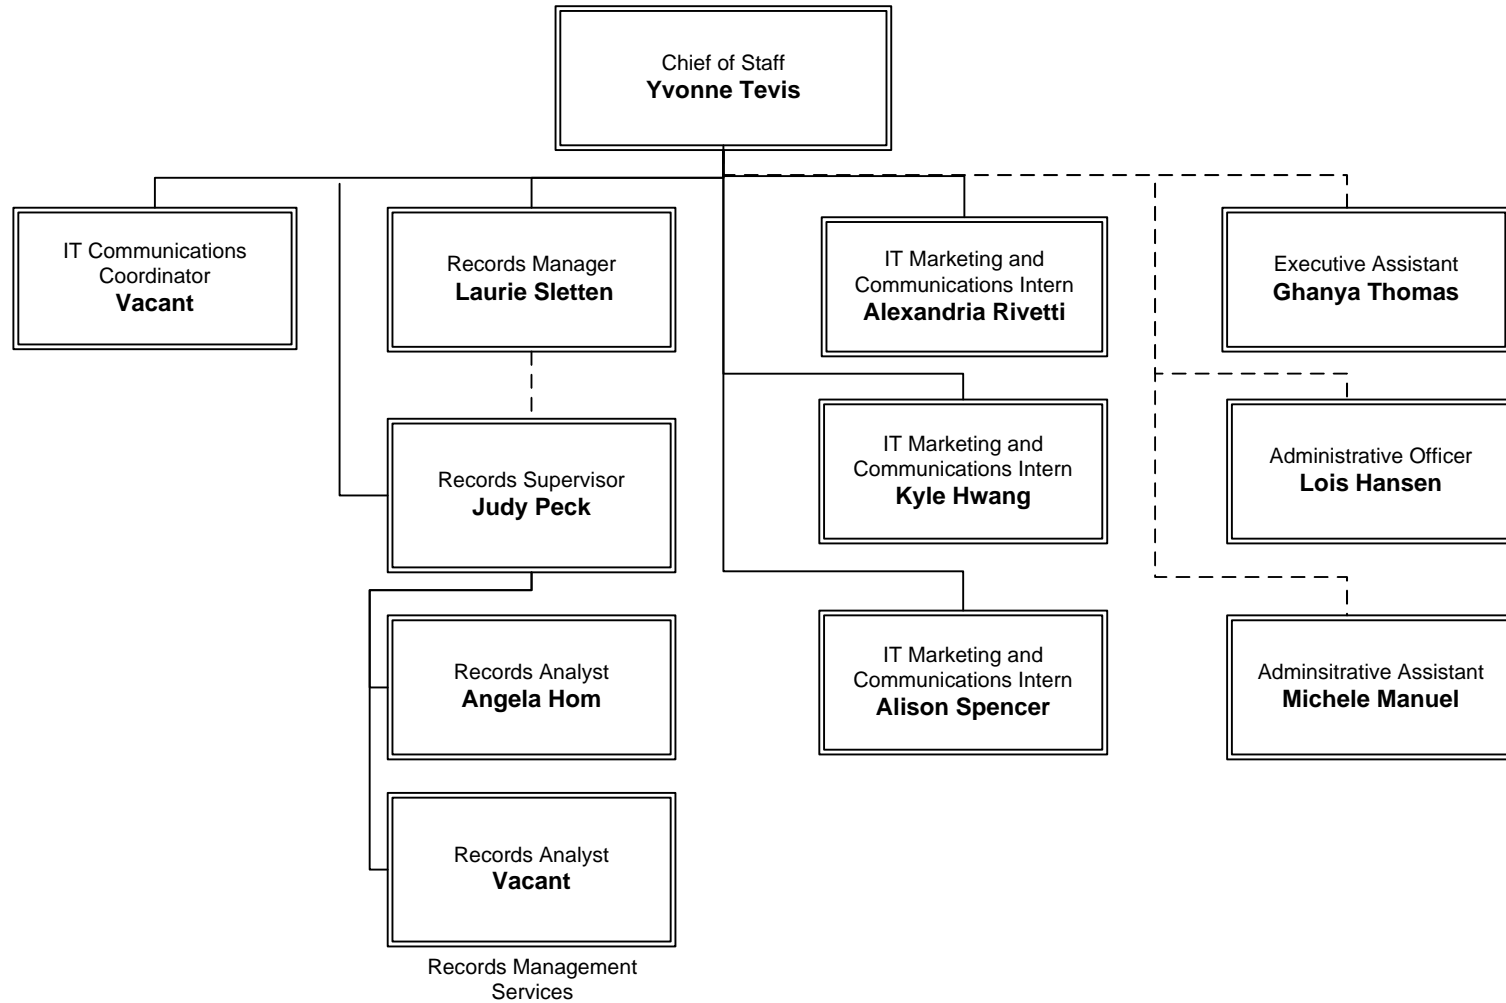 Chief of Staff
Yvonne Tevis
IT Communications
Coordinator
Vacant
Records Manager
Laurie Sletten
IT Marketing and
Communications Intern
Alexandria Rivetti
Executive Assistant
Ghanya Thomas
Records Supervisor
Judy Peck
IT Marketing and
Communications Intern
Kyle Hwang
Administrative Officer
Lois Hansen
Records Analyst
Angela Hom
IT Marketing and
Communications Intern
Alison Spencer
Adminsitrative Assistant
Michele Manuel
Records Analyst
Vacant
Records Management
Services